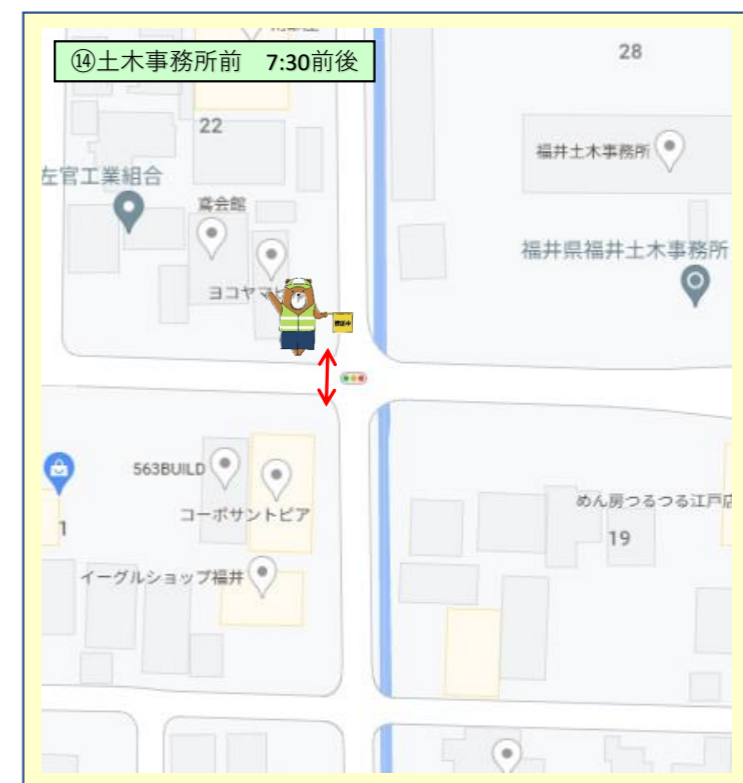 ⑭土木事務所前 7:30前後
28
22
福井土木事務所
左官工業組合
鳶会館
福井県福井土木事務所
ヨコヤマ
563BUILD
コーポサントピア
めん房つるつる江戸店
1
19
イーグルショップ福井